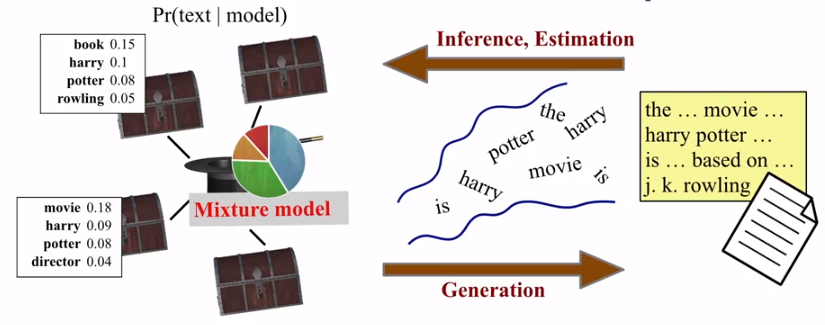 Pr(text | model)
book 0.15
harry 0.1
potter 0.08
rowling 0.05
movie 0.18
harry 0.09
potter 0.08
director 0.04
Mixture model
Inference, Estimation
the
harry
potter
movie
is
harry
is
Generation
the … movie …
harry potter …
is … based on …
j. k. rowling